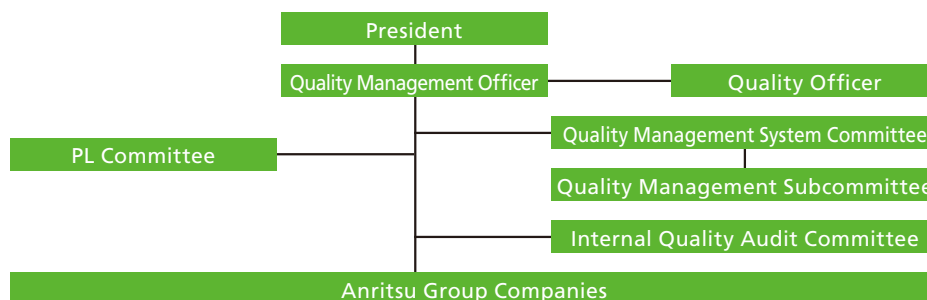 President
Quality Management Officer
Quality Officer
Quality Management System Committee
PL Committee
Quality Management Subcommittee
Internal Quality Audit Committee
Anritsu Group Companies